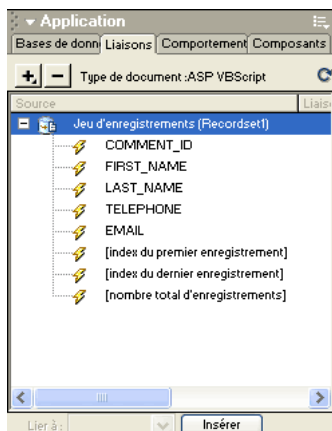 Application
Bases de donn Liaisons Comportement Composants
Type de document :ASP VBScript
Source Liais
Jeu d'enregistrements (Recordset1)
COMMENT_ID
FIRST_NAME
LAST_NAME
TELEPHONE
EMAIL
[index du premier enregistrement]
[index du dernier enregistrement]
[nombre total d'enregistrements]
Lier à : Insérer